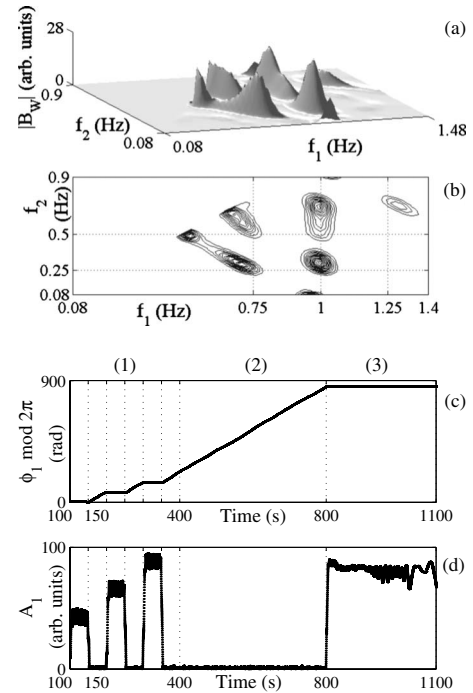 28 (a)
|B_w| (arb. units)
0
0.9
f_2 (Hz)
0.08
0.08
f_1 (Hz)
1.48
0.9 (b)
f_2 (Hz)
0.5
0.25
0.08
0.08 0.75 1 1.25 1.4
f_1 (Hz)
(1) (2) (3)
900 (c)
ϕ_1 mod 2π
(rad)
0
100 150 400 Time (s) 800 1100
100 (d)
A_1
(arb. units)
0
100 150 400 Time (s) 800 1100